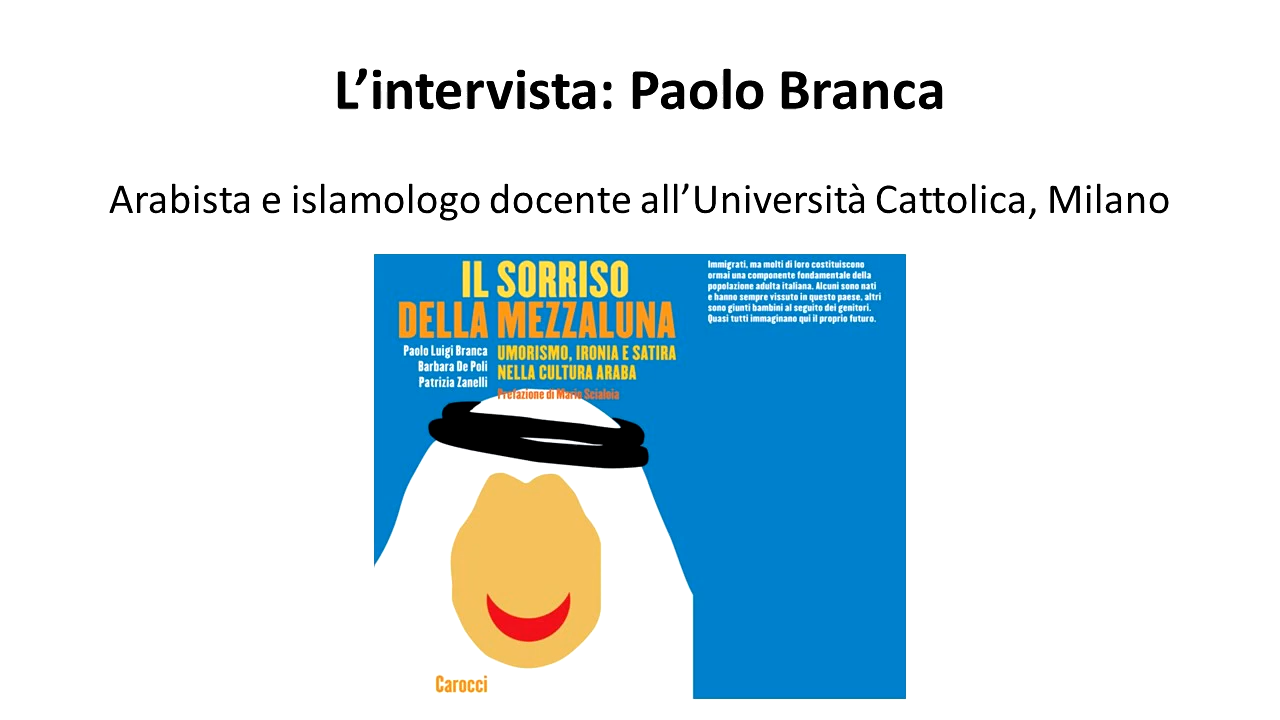 L’intervista: Paolo Branca
Arabista e islamologo docente all’Università Cattolica, Milano
IL SORRISO
DELLA MEZZALUNA
Paolo Luigi Branca
Barbara De Poli
Patrizia Zanelli
UMORISMO, IRONIA E SATIRA
NELLA CULTURA ARABA
Prefazione di Mario Scialoia
Immigrati, ma molti di loro costituiscono
ormai una componente fondamentale della
popolazione adulta italiana. Alcuni sono nati
e hanno sempre vissuto in questo paese, altri
sono giunti bambini al seguito dei genitori.
Quasi tutti immaginano qui il proprio futuro.
Carocci